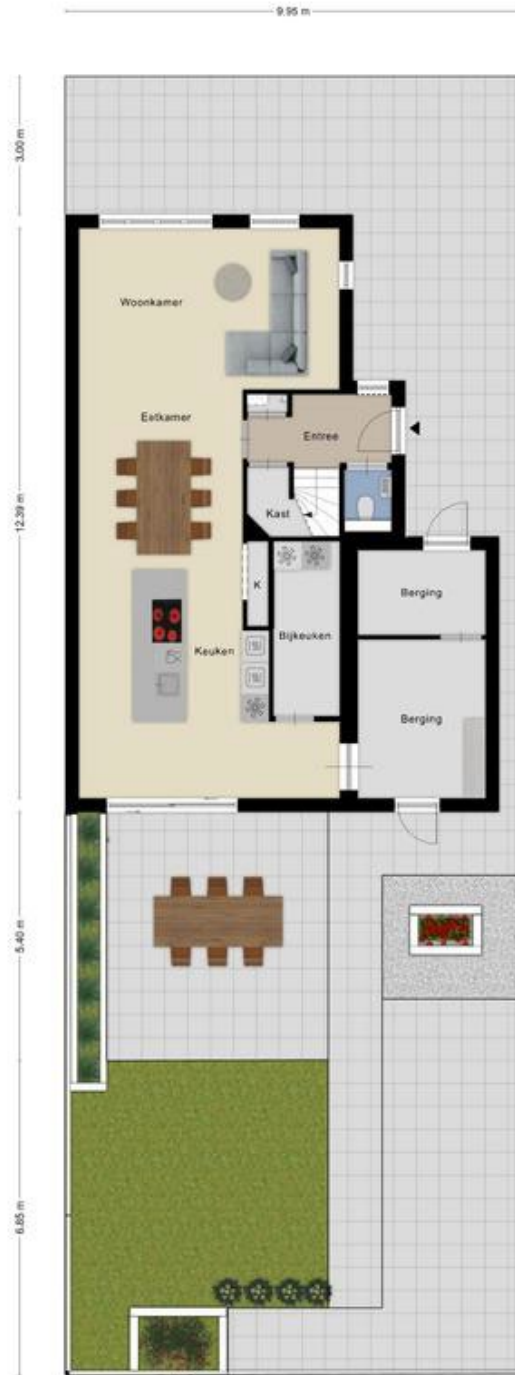 9.95 m
3.00 m
Woonkamer
Eetkamer
Entree
Kast
12.39 m
K
Bijkeuken
Berging
Keuken
Berging
5.40 m
6.85 m